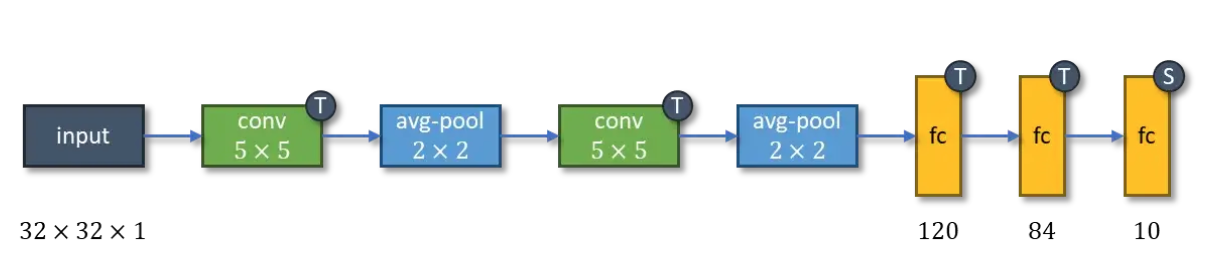 input
conv
5 × 5
T
avg-pool
2 × 2
conv
5 × 5
T
avg-pool
2 × 2
fc
T
fc
T
fc
S
32 × 32 × 1
120
84
10